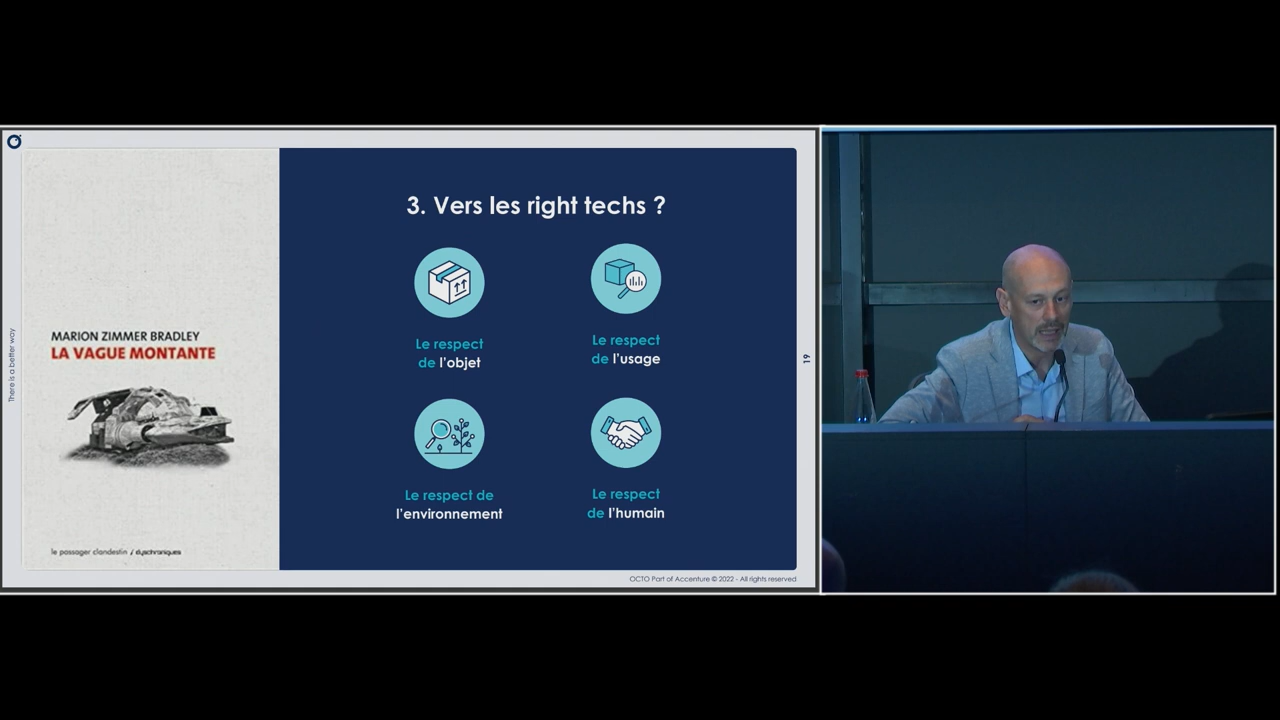 There is a better way
MARION ZIMMER BRADLEY
LA VAGUE MONTANTE
le passager clandestin / dyschroniques
3. Vers les right techs ?
Le respect
de l'objet
Le respect
de l'usage
Le respect de
l'environnement
Le respect
de l'humain
19
OCTO Part of Accenture © 2022 - All rights reserved